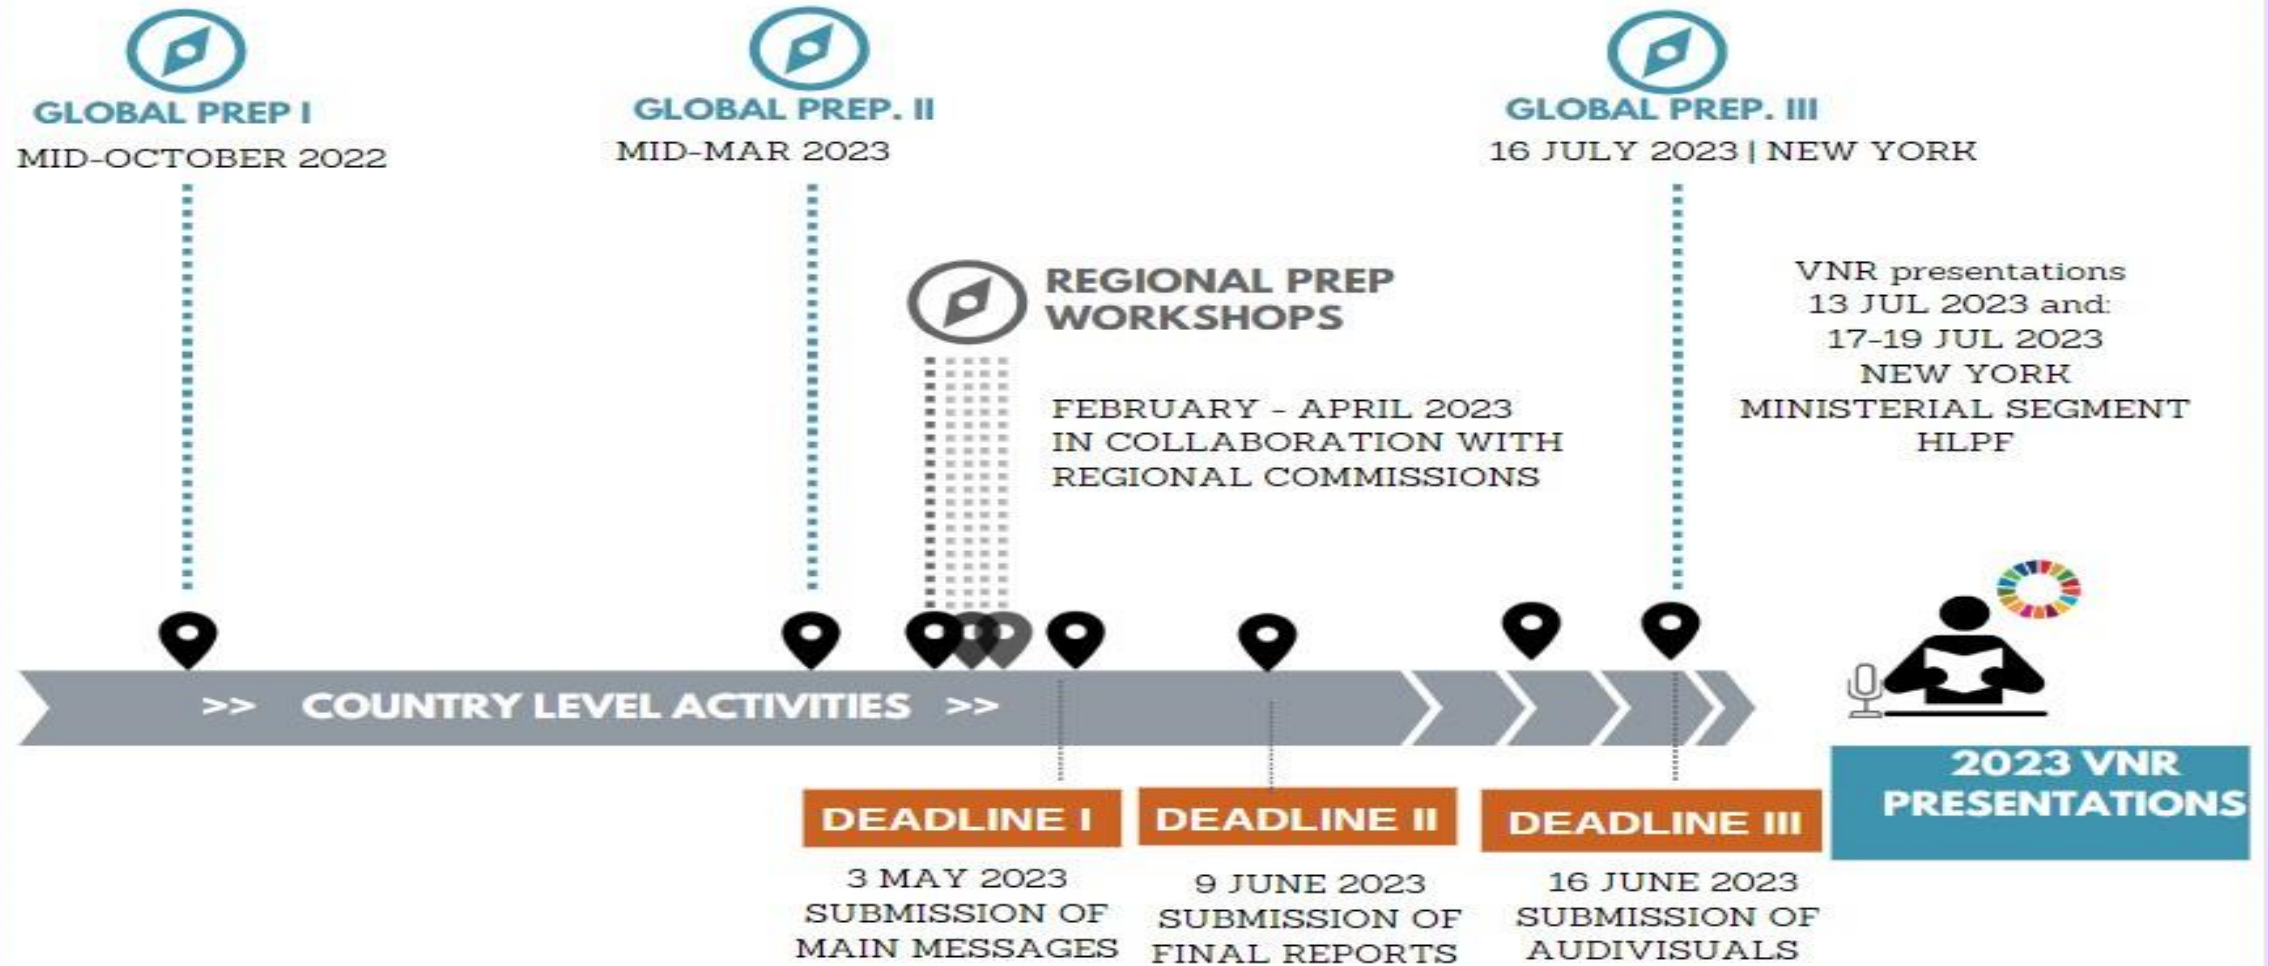 GLOBAL PREP I
MID-OCTOBER 2022
GLOBAL PREP. II
MID-MAR 2023
GLOBAL PREP. III
16 JULY 2023 | NEW YORK
REGIONAL PREP
WORKSHOPS
FEBRUARY - APRIL 2023
IN COLLABORATION WITH
REGIONAL COMMISSIONS
VNR presentations
13 JUL 2023 and:
17-19 JUL 2023
NEW YORK
MINISTERIAL SEGMENT
HLPF
>> COUNTRY LEVEL ACTIVITIES >>
DEADLINE I
3 MAY 2023
SUBMISSION OF
MAIN MESSAGES
DEADLINE II
9 JUNE 2023
SUBMISSION OF
FINAL REPORTS
DEADLINE III
16 JUNE 2023
SUBMISSION OF
AUDIVISUALS
2023 VNR
PRESENTATIONS